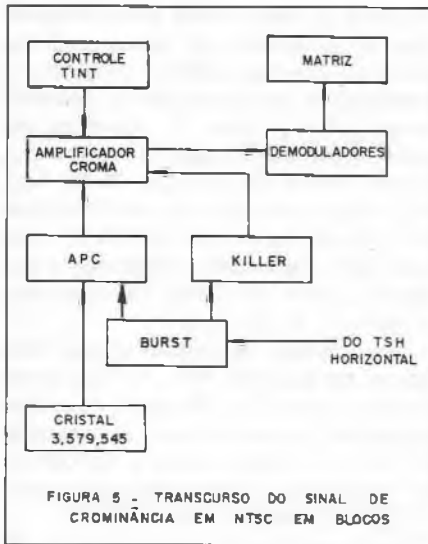 CONTROLE
TINT
MATRIZ
AMPLIFICADOR
CROMA
DEMODULADORES
APC
KILLER
BURST
DO TSH
HORIZONTAL
CRISTAL
3,579,545
FIGURA 5 - TRANSCURSO DO SINAL DE
CROMINÂNCIA EM NTSC EM BLOCOS